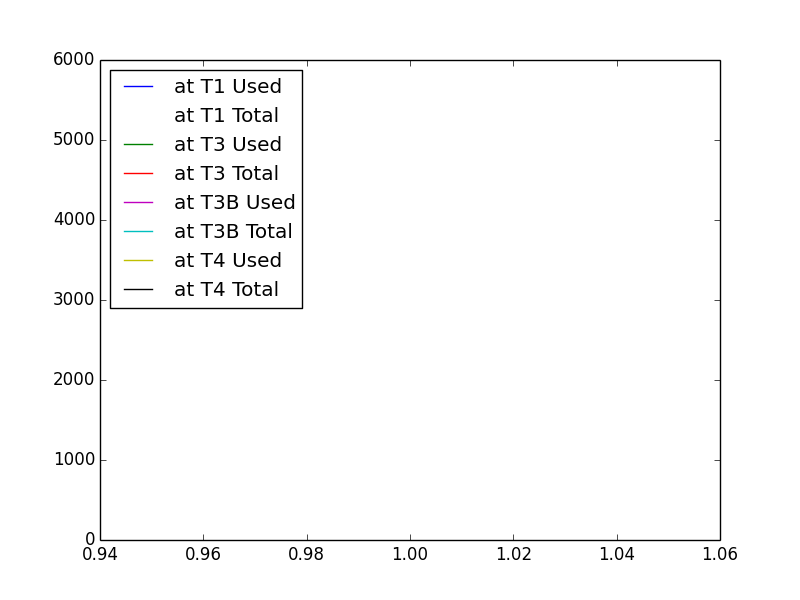 6000
5000
4000
3000
2000
1000
0
at T1 Used
at T1 Total
at T3 Used
at T3 Total
at T3B Used
at T3B Total
at T4 Used
at T4 Total
0.94 0.96 0.98 1.00 1.02 1.04 1.06